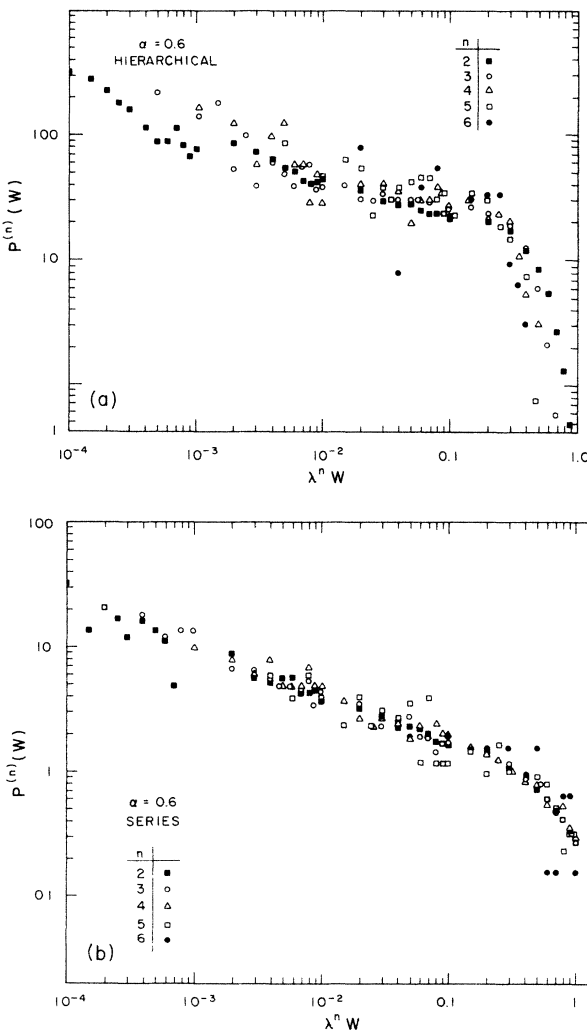 α = 0.6
HIERARCHICAL
n
2
3
4
5
6
100
10
1
P⁽ⁿ⁾(W)
(a)
10⁻⁴ 10⁻³ 10⁻² 0.1 1.0
λⁿ W
100
10
1
0.1
P⁽ⁿ⁾(W)
α = 0.6
SERIES
n
2
3
4
5
6
(b)
10⁻⁴ 10⁻³ 10⁻² 0.1 1
λⁿ W